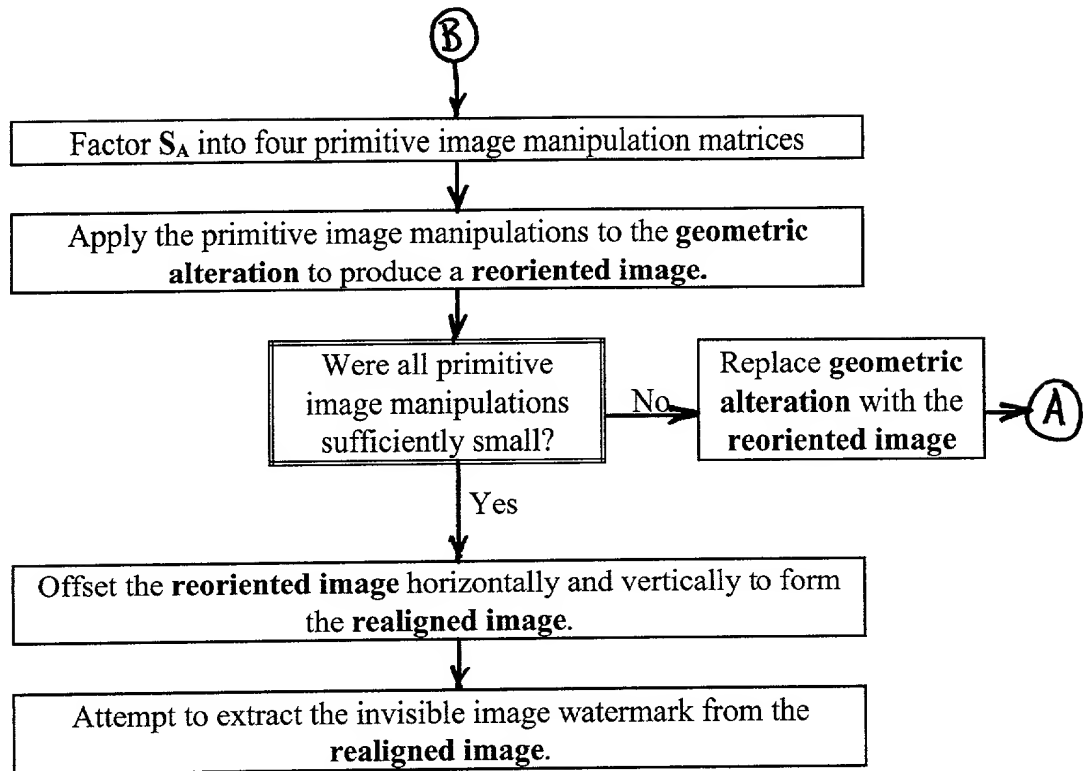 B
Factor S_A into four primitive image manipulation matrices
Apply the primitive image manipulations to the geometric
alteration to produce a reoriented image.
Were all primitive
image manipulations
sufficiently small?
No
Replace geometric
alteration with the
reoriented image
A
Yes
Offset the reoriented image horizontally and vertically to form
the realigned image.
Attempt to extract the invisible image watermark from the
realigned image.